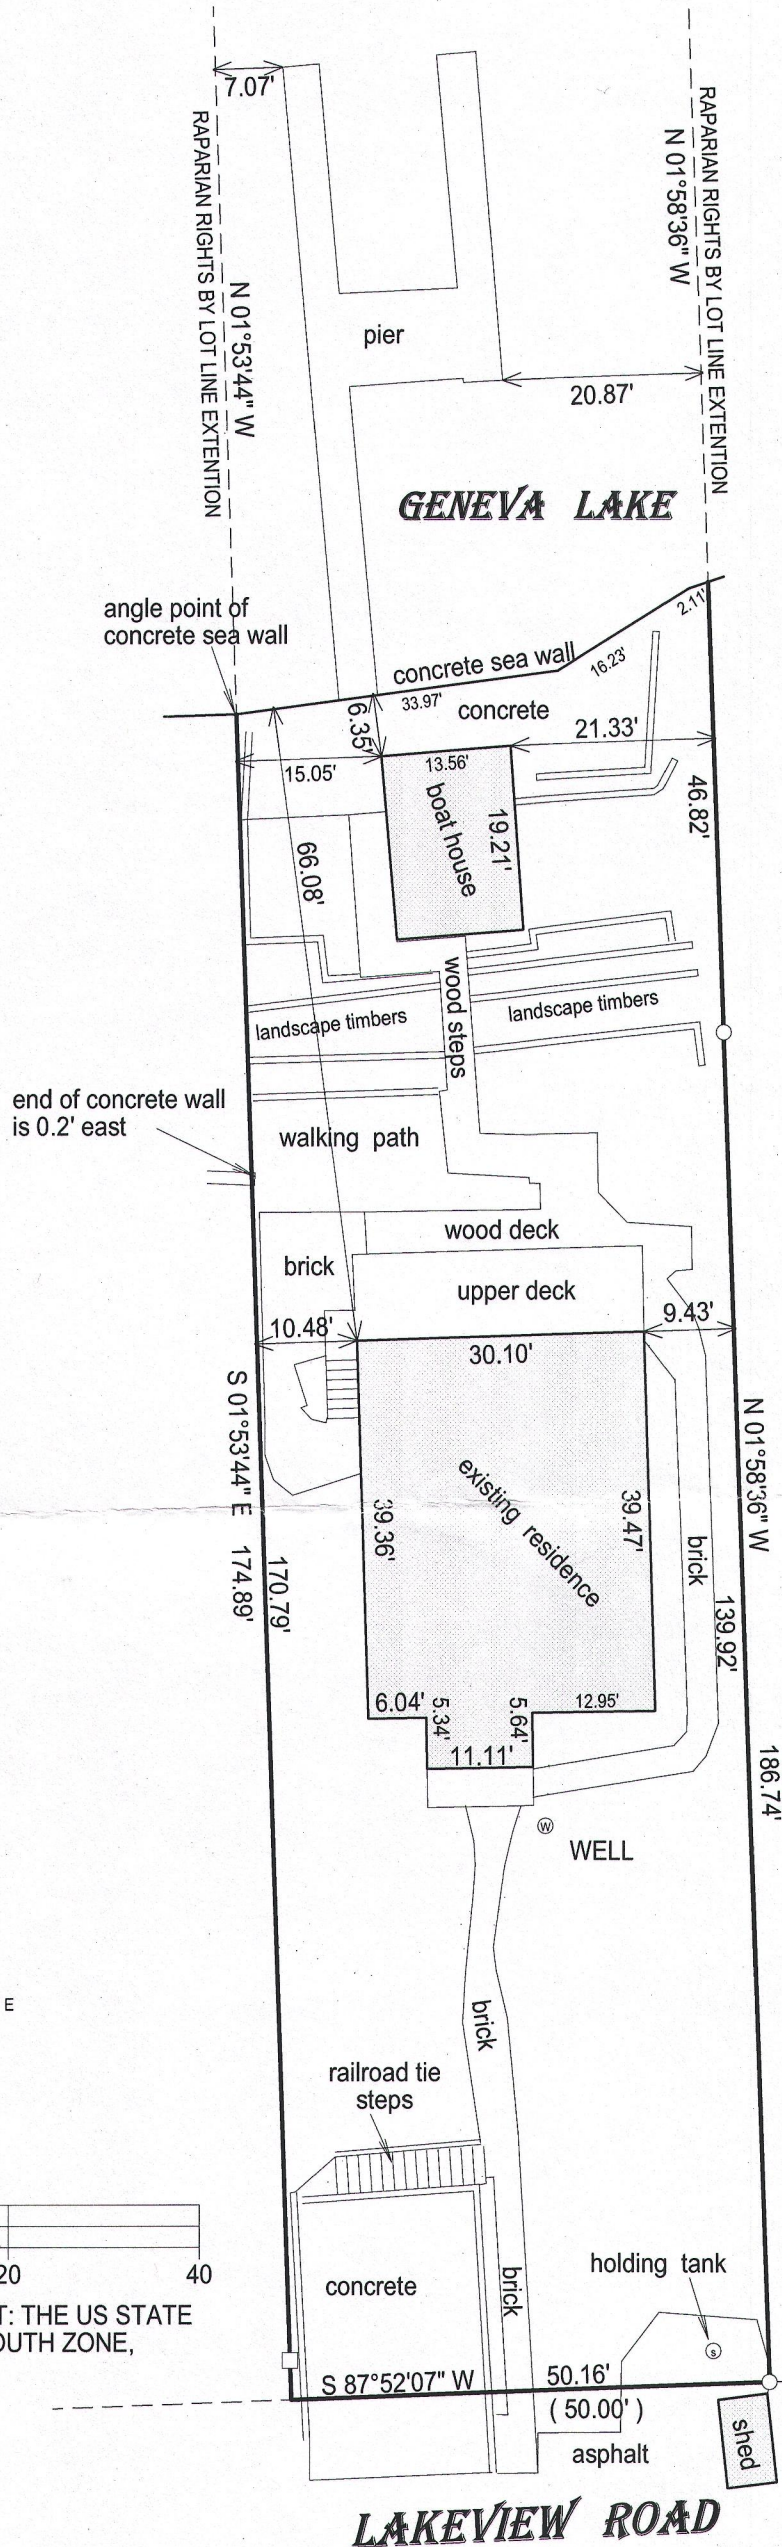 7.07'
RAPARIAN RIGHTS BY LOT LINE EXTENTION
N 01°58'36" W
RAPARIAN RIGHTS BY LOT LINE EXTENTION
N 01°53'44" W
pier
20.87'
GENEVA LAKE
angle point of
concrete sea wall
2.11'
16.23'
concrete sea wall
33.97'
concrete
6.35'
21.33'
15.05'
13.56'
boat house
19.21'
46.82'
66.08'
wood steps
landscape timbers
landscape timbers
end of concrete wall
is 0.2' east
walking path
wood deck
brick
upper deck
9.43'
10.48'
30.10'
S 01°53'44" E 174.89'
N 01°58'36" W
existing residence
39.36'
39.47'
brick
170.79'
139.92'
186.74'
6.04'
5.34'
5.64'
12.95'
11.11'
W
WELL
brick
E
railroad tie
steps
holding tank
S
20
40
concrete
brick
T: THE US STATE
OUTH ZONE,
S 87°52'07" W
50.16'
( 50.00' )
asphalt
shed
LAKEVIEW ROAD